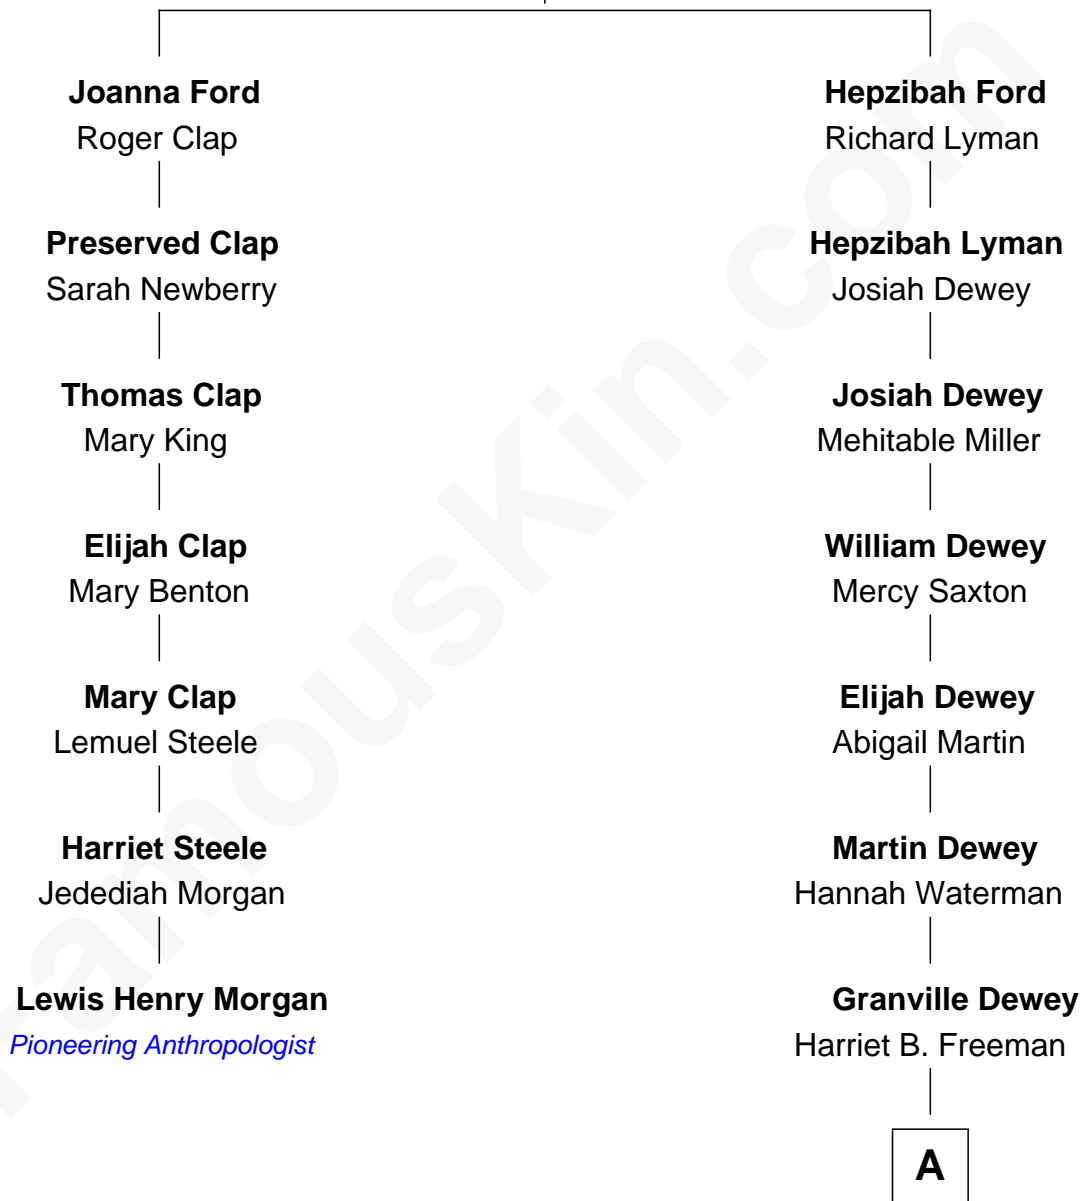 Joanna Ford
Roger Clap
Preserved Clap
Sarah Newberry
Thomas Clap
Mary King
Elijah Clap
Mary Benton
Mary Clap
Lemuel Steele
Harriet Steele
Jedediah Morgan
Lewis Henry Morgan
Pioneering Anthropologist
Hepzibah Ford
Richard Lyman
Hepzibah Lyman
Josiah Dewey
Josiah Dewey
Mehitable Miller
William Dewey
Mercy Saxton
Elijah Dewey
Abigail Martin
Martin Dewey
Hannah Waterman
Granville Dewey
Harriet B. Freeman
A
FamousKin.com